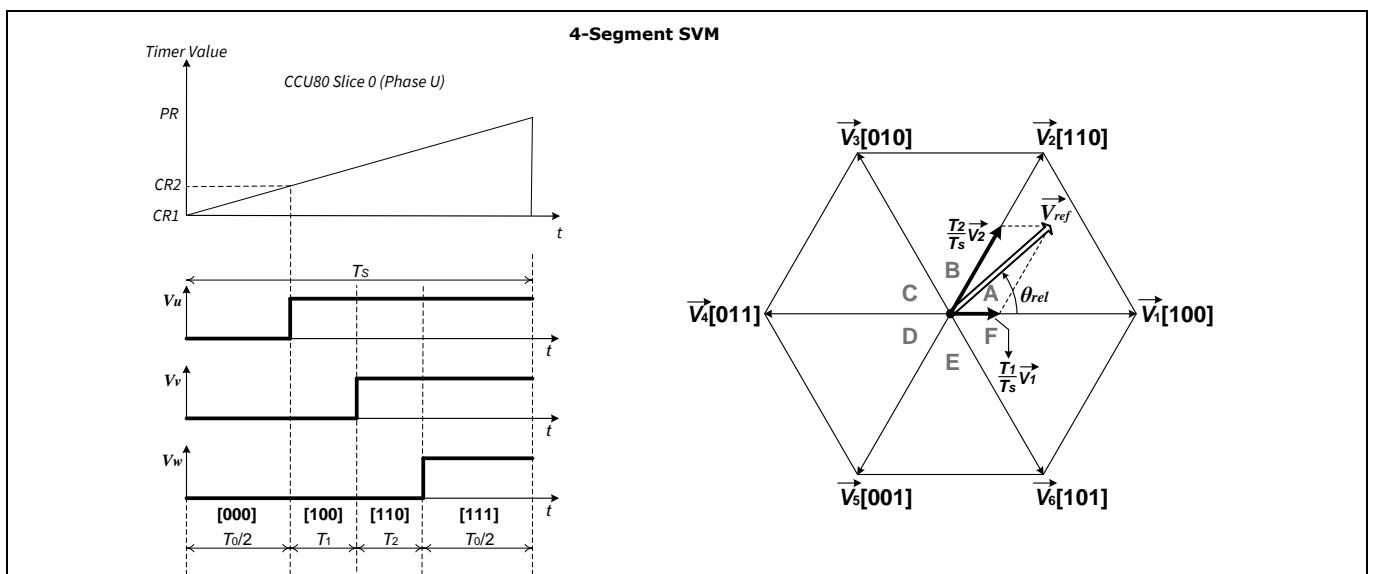 4-Segment SVM
Timer Value
CCU80 Slice 0 (Phase U)
PR
CR2
CR1
t
Ts
Vu
t
Vv
t
Vw
t
[000] [100] [110] [111]
T0/2 T1 T2 T0/2
V3[010] V2[110]
Vref
T2/Ts V2
B
C A θrel
V4[011] V1[100]
D F
E
T1/Ts V1
V5[001] V6[101]